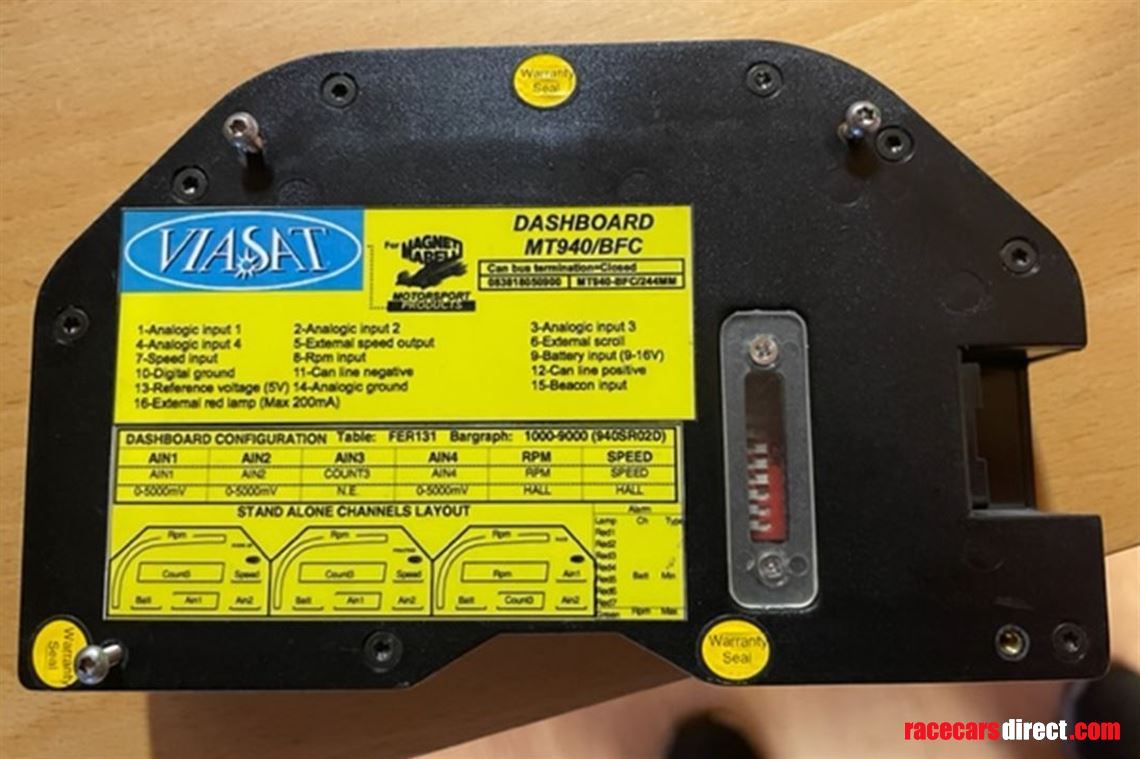 Warranty
Seal
VIASAT
For
MAGNETI
MARELLI
MOTORSPORT
PRODUCTS
DASHBOARD
MT940/BFC
Can bus termination=Closed
083818050900 MT940-BFC/244MM
1-Analogic input 1 2-Analogic input 2 3-Analogic input 3
4-Analogic input 4 5-External speed output 6-External scroll
7-Speed input 8-Rpm input 9-Battery input (9-16V)
10-Digital ground 11-Can line negative 12-Can line positive
13-Reference voltage (5V) 14-Analogic ground 15-Beacon input
16-External red lamp (Max 200mA)
DASHBOARD CONFIGURATION Table: FER131 Bargraph: 1000-9000 (940SR02D)
AIN1 AIN2 AIN3 AIN4 RPM SPEED
AIN1 AIN2 COUNT3 AIN4 RPM SPEED
0-5000mV 0-5000mV N.E. 0-5000mV HALL HALL
STAND ALONE CHANNELS LAYOUT
Rpm
Count3 Speed
Batt Ain1 Ain2
Rpm
Count3 Speed
Batt Ain1 Ain2
Rpm
Rpm Ain1
Batt Count3 Ain2
Alarm
Lamp Ch Type
Red1
Red2
Red3
Red4
Red5 Batt Min
Red6
Red7
Green Rpm Max
Warranty
Seal
Warranty
Seal
racecarsdirect.com